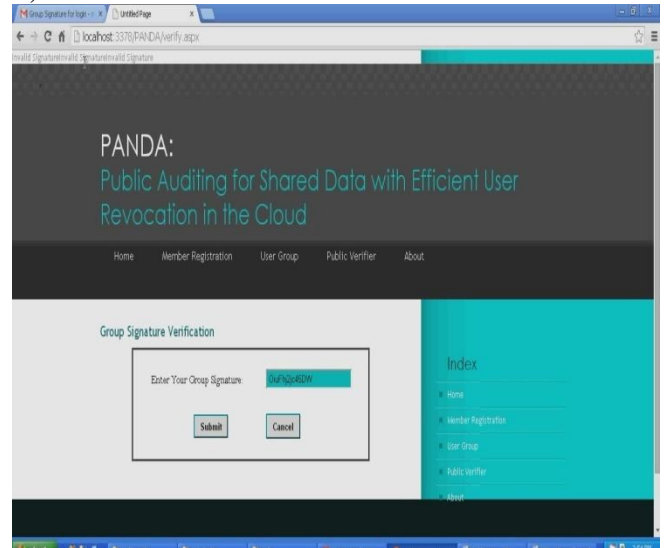 Group Signature for login -
Untitled Page
localhost:3378/PANDA/verify.aspx
Invalid SignatureInvalid SignatureInvalid Signature
PANDA:
Public Auditing for Shared Data with Efficient User
Revocation in the Cloud
Home Member Registration User Group Public Verifier About
Group Signature Verification
Enter Your Group Signature:
Submit Cancel
Index
Home
Member Registration
User Group
Public Verifier
About